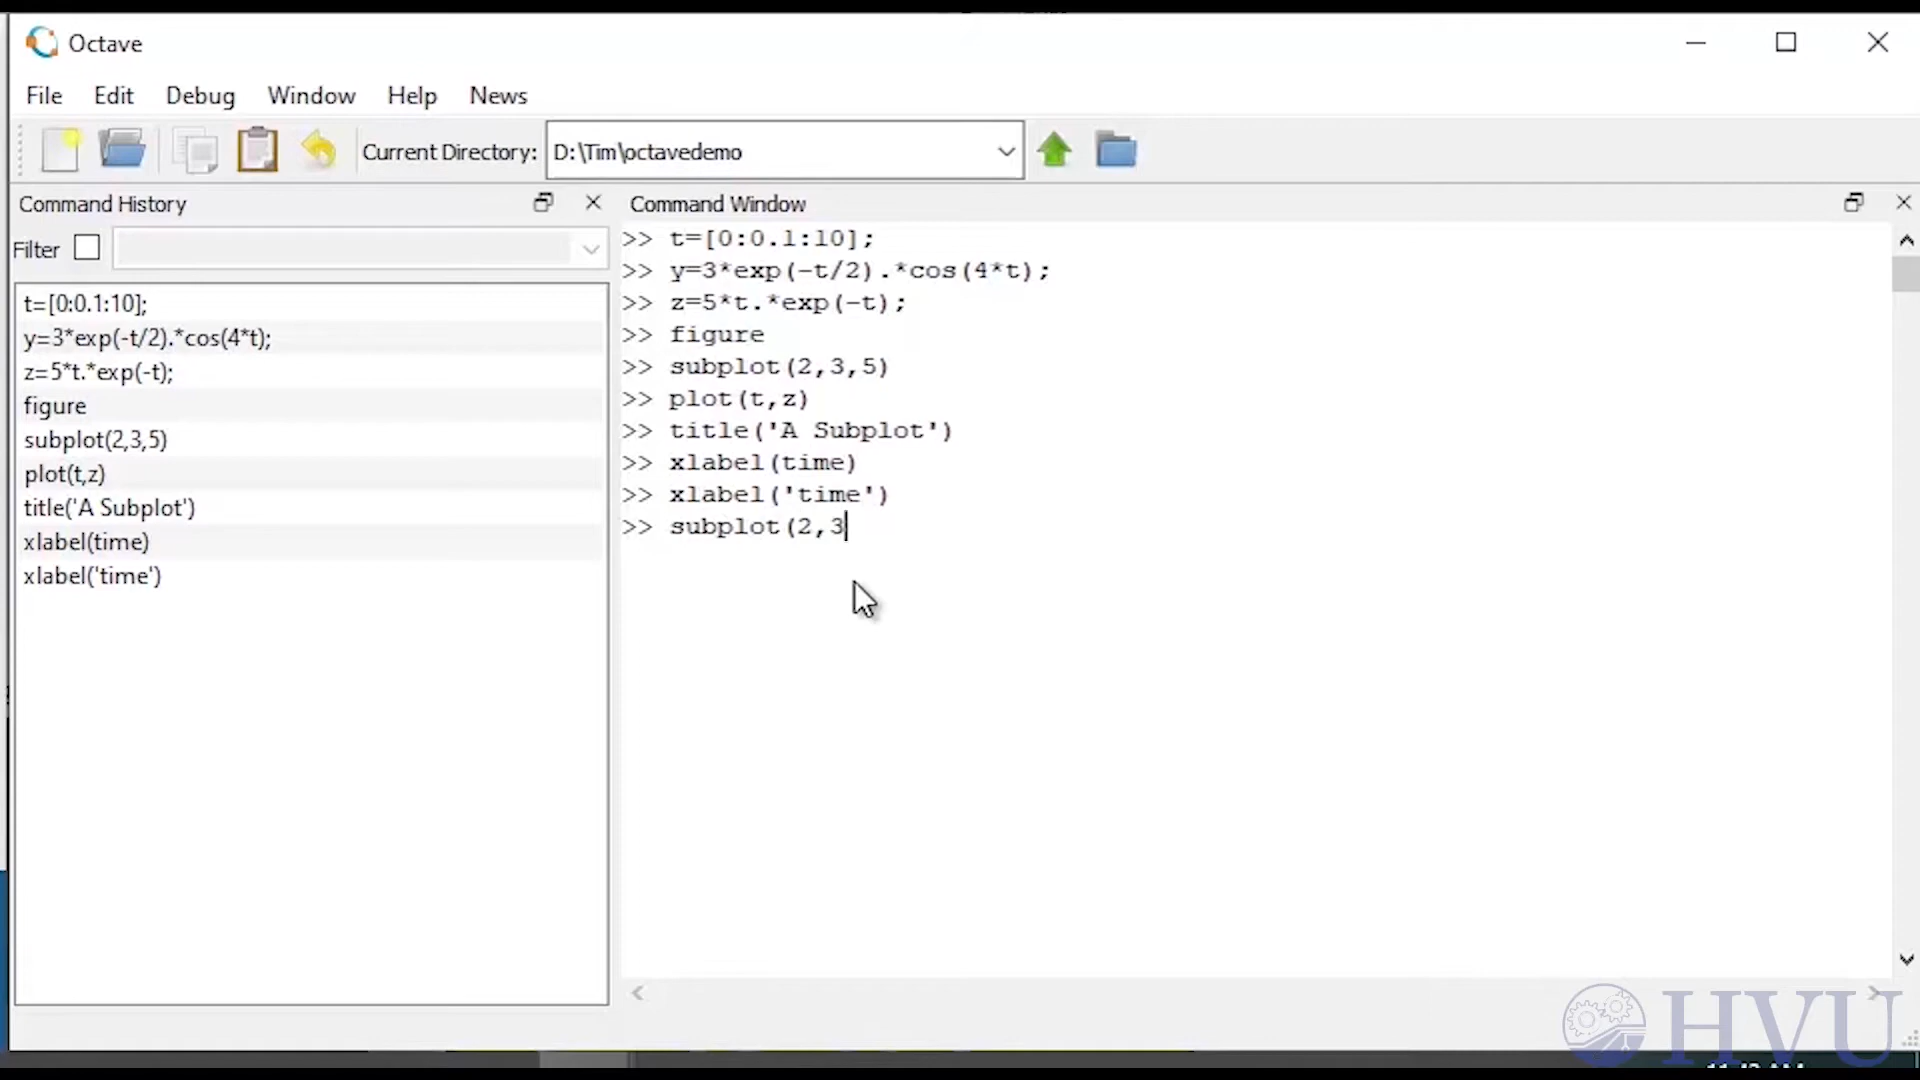 Octave
File Edit Debug Window Help News
Current Directory: D:\Tim\octavedemo
Command History
Filter
t=[0:0.1:10];
y=3*exp(-t/2).*cos(4*t);
z=5*t.*exp(-t);
figure
subplot(2,3,5)
plot(t,z)
title('A Subplot')
xlabel(time)
xlabel('time')
Command Window
>> t=[0:0.1:10];
>> y=3*exp(-t/2).*cos(4*t);
>> z=5*t.*exp(-t);
>> figure
>> subplot(2,3,5)
>> plot(t,z)
>> title('A Subplot')
>> xlabel(time)
>> xlabel('time')
>> subplot(2,3
HVU